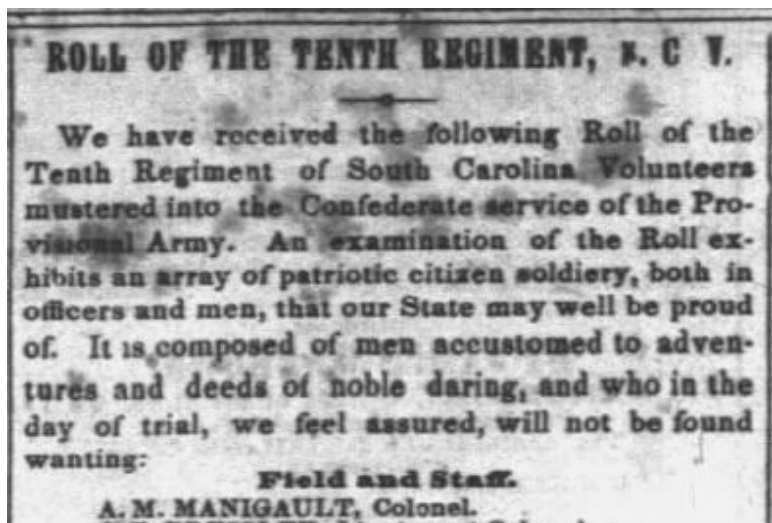 ROLL OF THE TENTH REGIMENT, S. C V.
We have received the following Roll of the
Tenth Regiment of South Carolina Volunteers
mustered into the Confederate service of the Pro-
visional Army. An examination of the Roll ex-
hibits an array of patriotic citizen soldiery, both in
officers and men, that our State may well be proud
of. It is composed of men accustomed to adven-
tures and deeds of noble daring, and who in the
day of trial, we feel assured, will not be found
wanting:
Field and Staff.
A. M. MANIGAULT, Colonel.